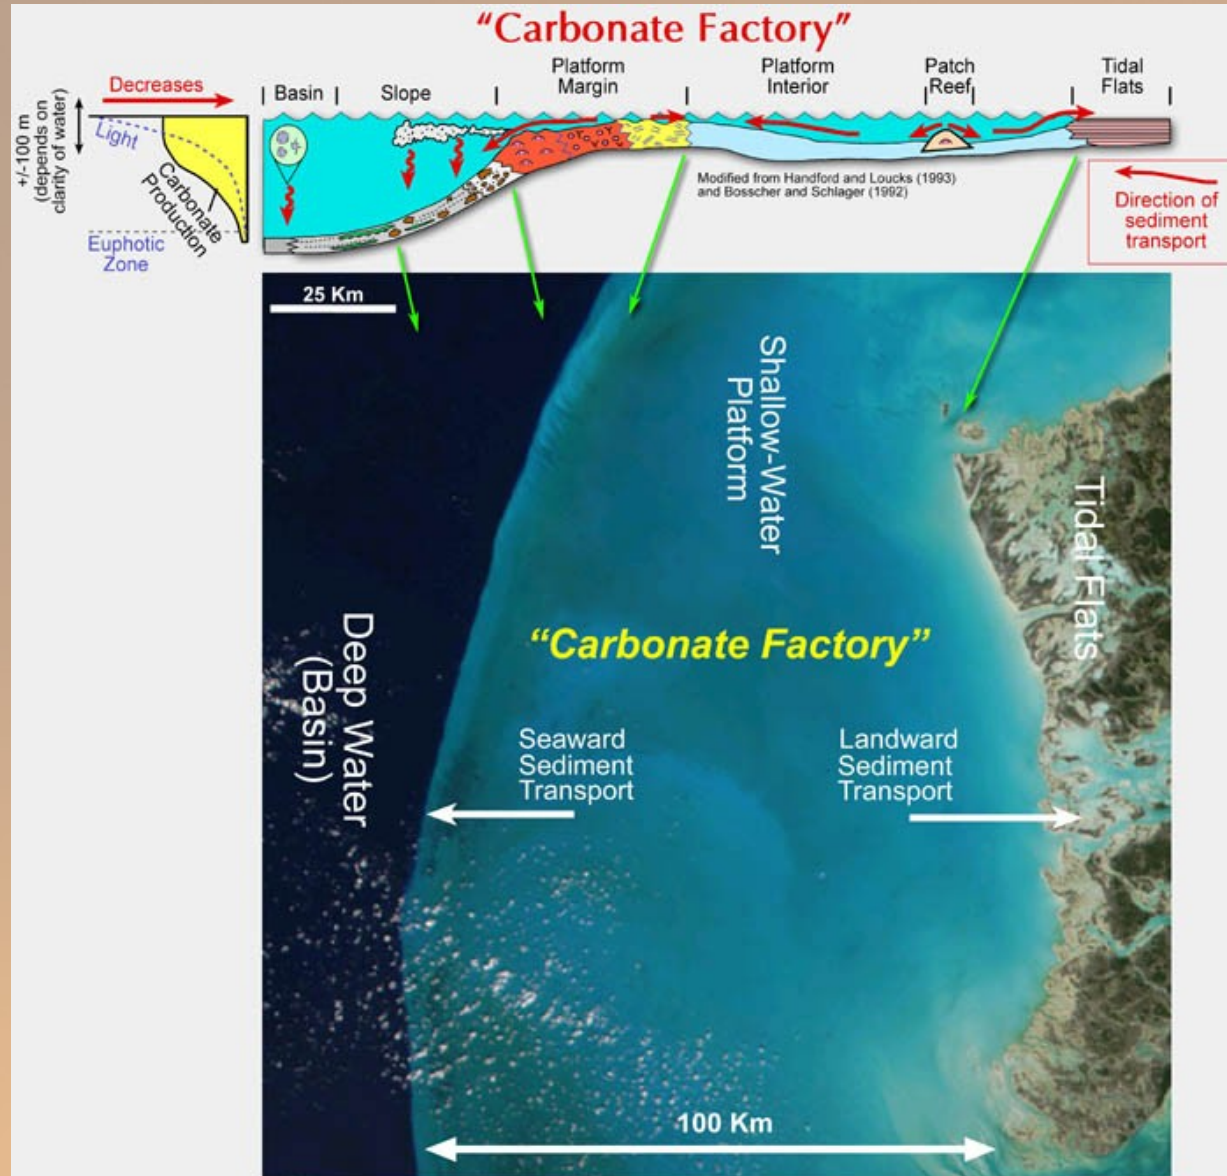 “Carbonate Factory”
Decreases
Light
Carbonate
Production
Euphotic
Zone
+/-100 m
(depends on
clarity of water)
Basin
Slope
Platform
Margin
Platform
Interior
Patch
Reef
Tidal
Flats
Modified from Handford and Loucks (1993)
and Bosscher and Schlager (1992)
Direction of
sediment
transport
25 Km
Shallow-Water
Platform
Tidal Flats
Deep Water
(Basin)
“Carbonate Factory”
Seaward
Sediment
Transport
Landward
Sediment
Transport
100 Km